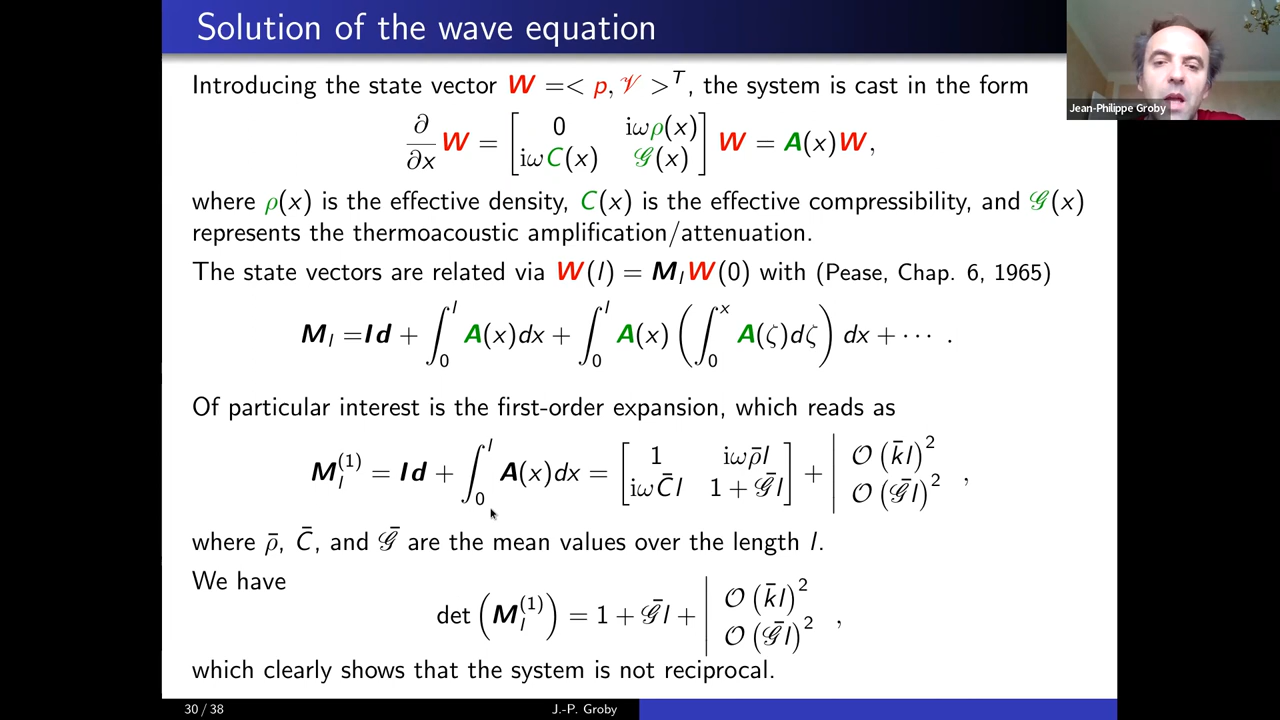 Solution of the wave equation
Jean-Philippe Groby
Introducing the state vector W =< p, 𝒱 >ᵀ, the system is cast in the form
∂/∂x W = [ 0 iωρ(x) ; iωC(x) 𝒢(x) ] W = A(x)W,
where ρ(x) is the effective density, C(x) is the effective compressibility, and 𝒢(x)
represents the thermoacoustic amplification/attenuation.
The state vectors are related via W(l) = M_l W(0) with (Pease, Chap. 6, 1965)
M_l = Id + ∫₀ˡ A(x)dx + ∫₀ˡ A(x) (∫₀ˣ A(ζ)dζ) dx + ··· .
Of particular interest is the first-order expansion, which reads as
M_l^(1) = Id + ∫₀ˡ A(x)dx = [ 1 iωρ̄l ; iωC̄l 1 + 𝒢̄l ] + | 𝒪(k̄l)² 𝒪(𝒢̄l)² ,
where ρ̄, C̄, and 𝒢̄ are the mean values over the length l.
We have
det (M_l^(1)) = 1 + 𝒢̄l + | 𝒪(k̄l)² 𝒪(𝒢̄l)² ,
which clearly shows that the system is not reciprocal.
30 / 38
J.-P. Groby